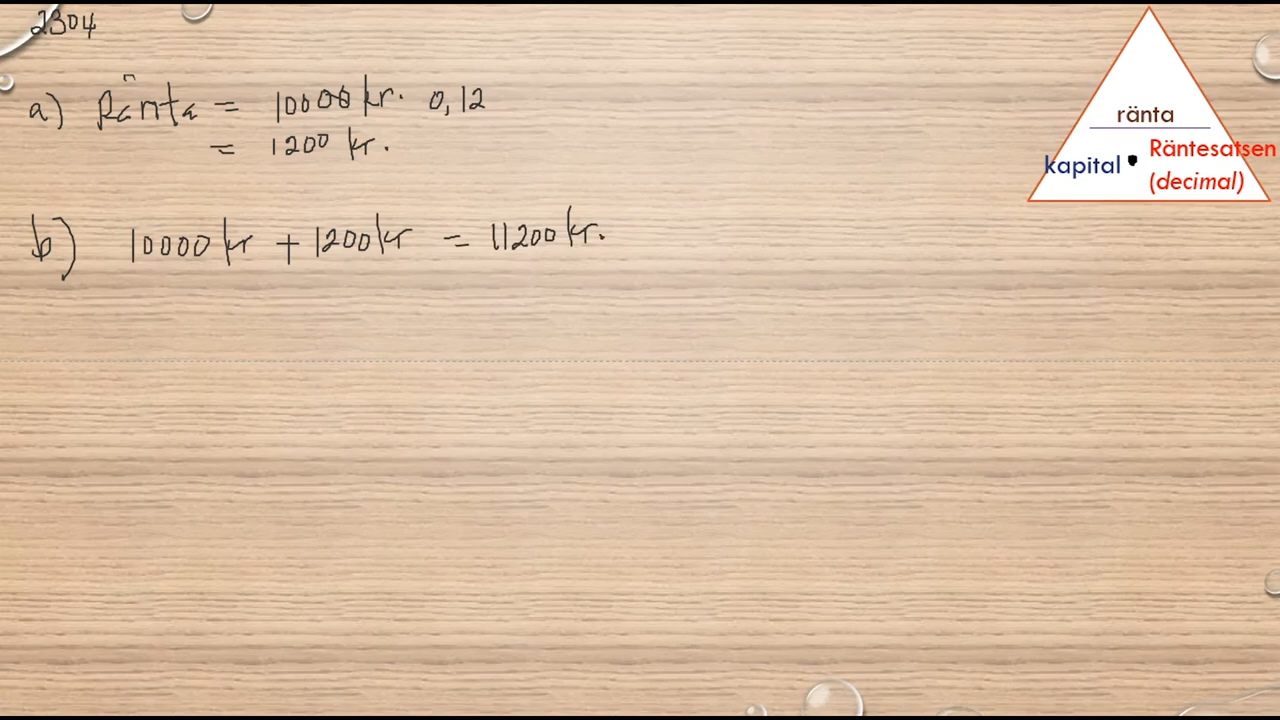 2304
a) Ränta = 10000 kr · 0,12
= 1200 kr.
b) 10000 kr + 1200 kr = 11200 kr.
ränta
kapital • Räntesatsen
(decimal)